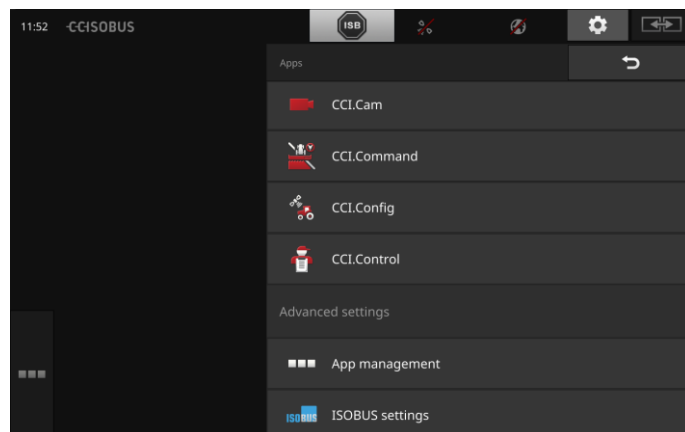 11:52 CCISOBUS
ISB
Apps
CCI.Cam
CCI.Command
CCI.Config
CCI.Control
Advanced settings
App management
ISOBUS ISOBUS settings